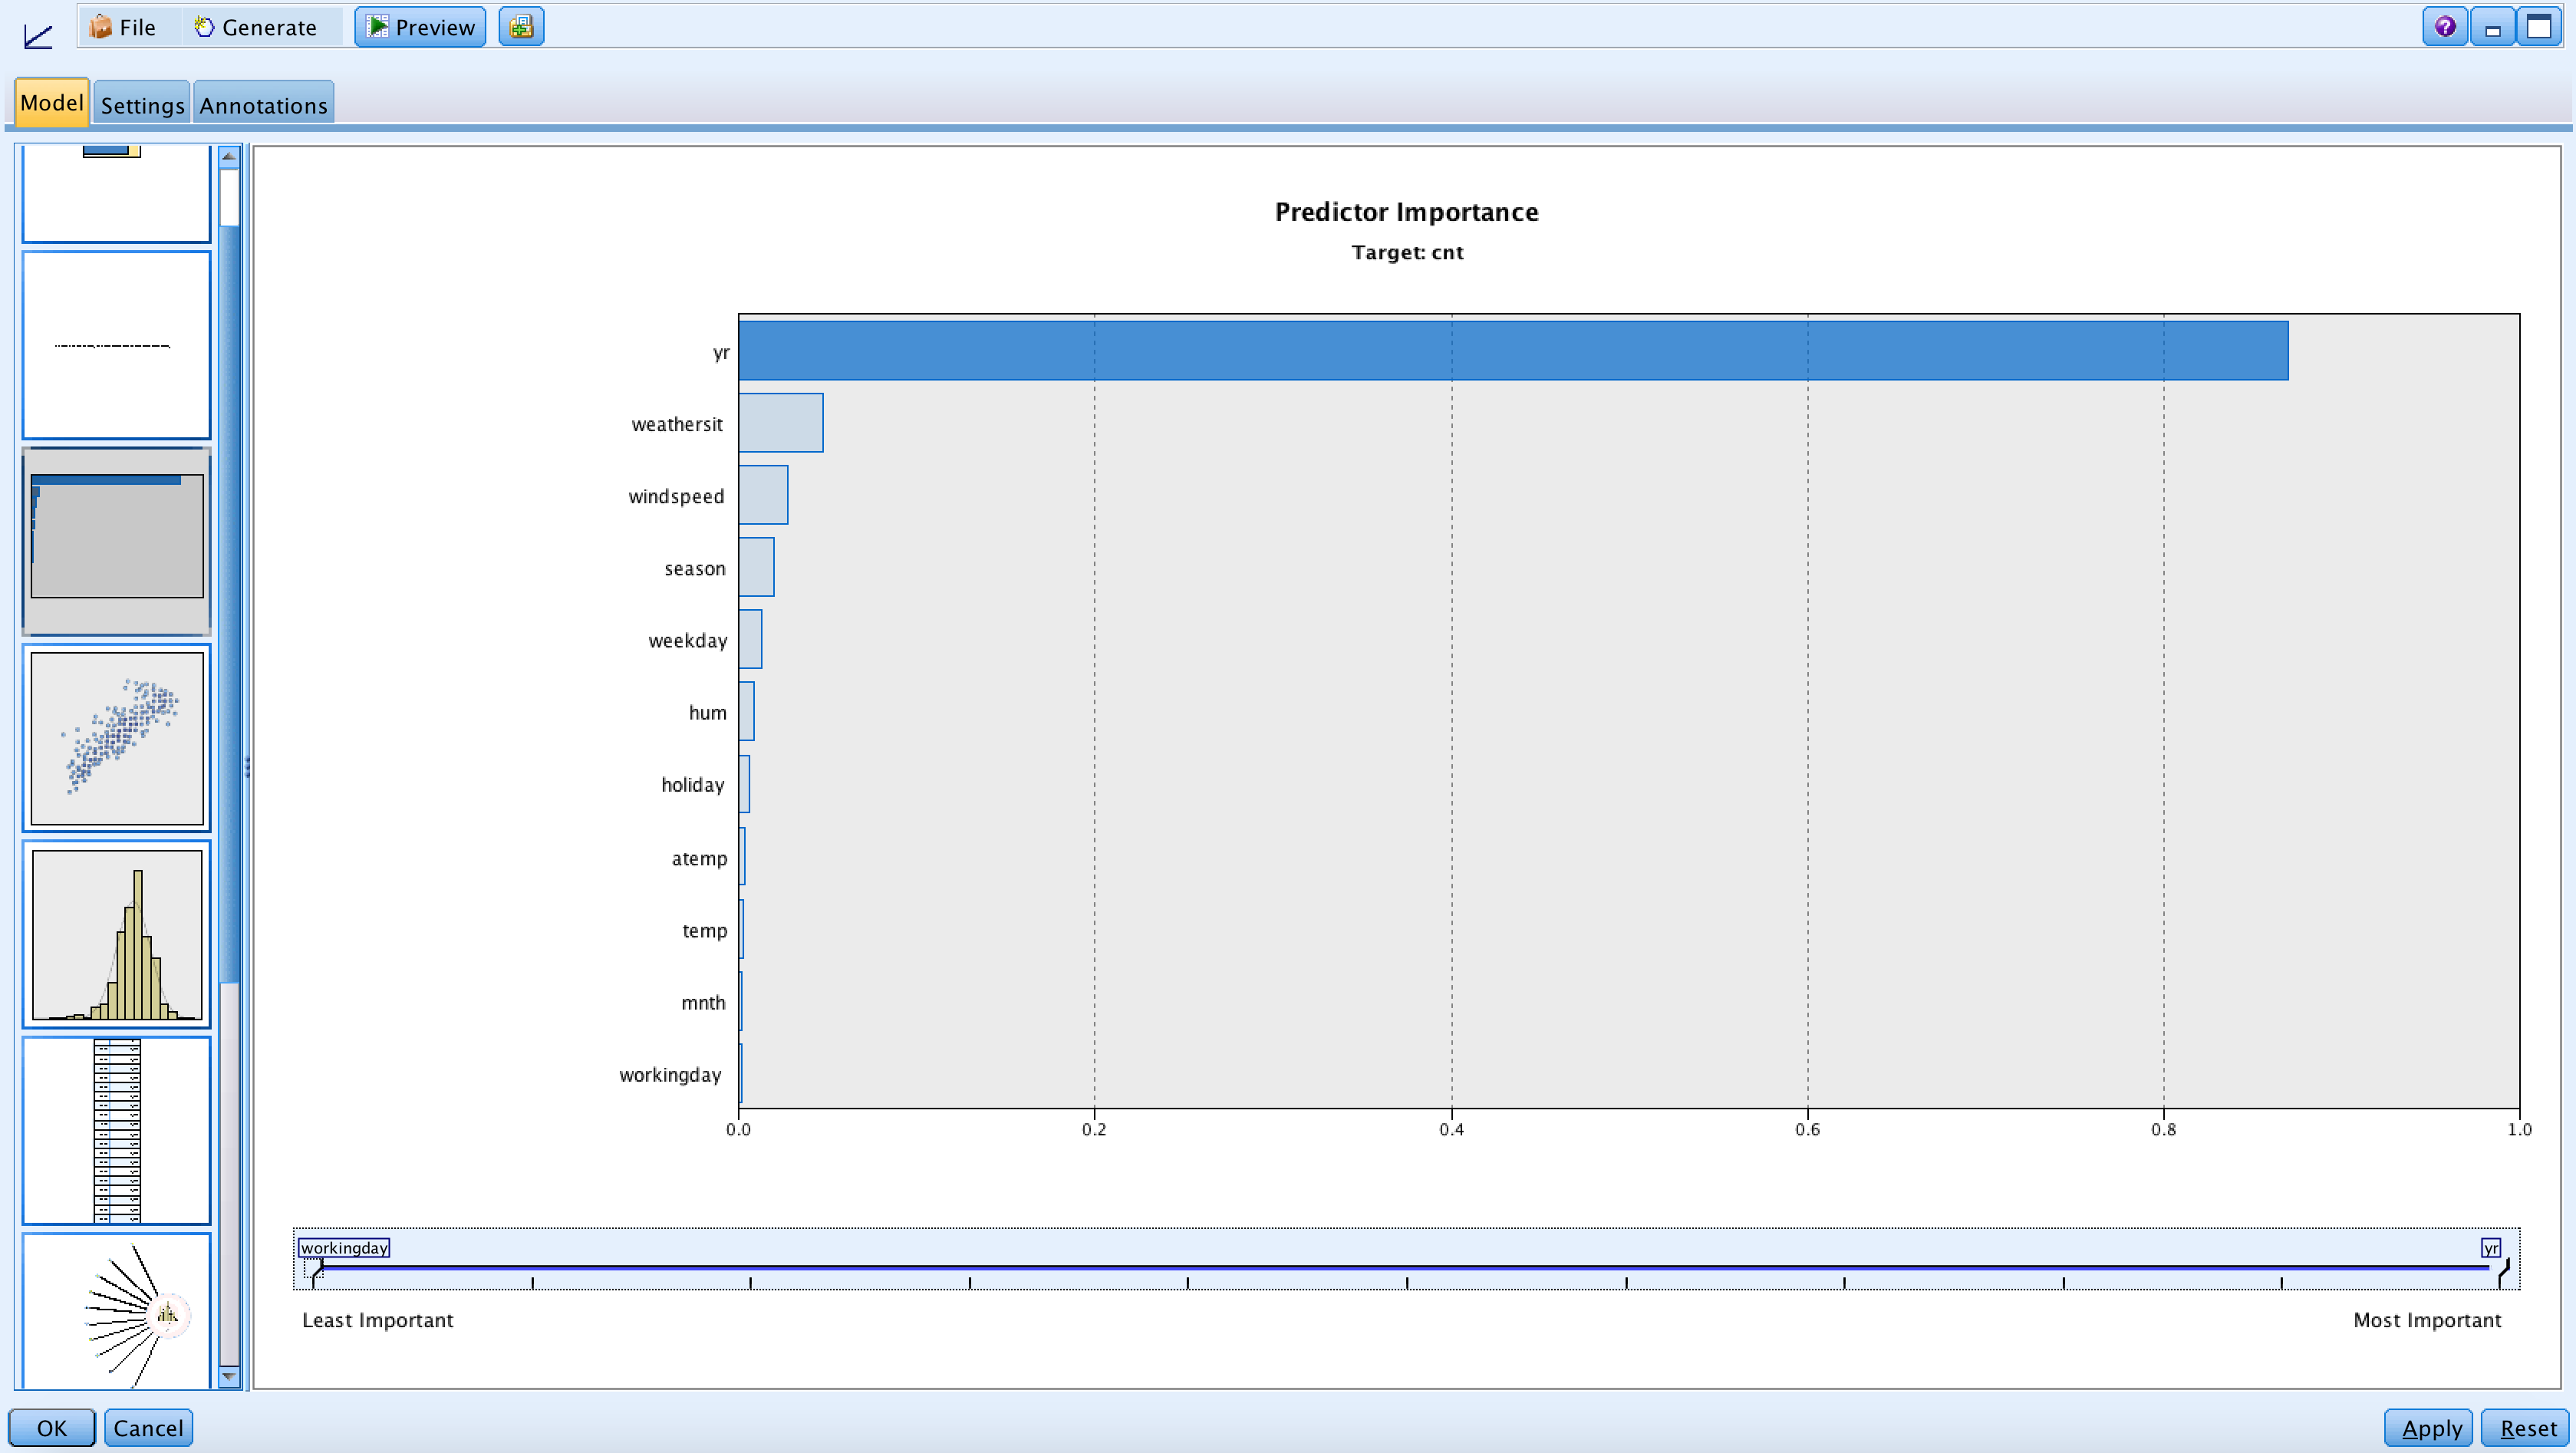 File Generate Preview
Model Settings Annotations
Predictor Importance
Target: cnt
yr
weathersit
windspeed
season
weekday
hum
holiday
atemp
temp
mnth
workingday
0.0 0.2 0.4 0.6 0.8 1.0
workingday yr
Least Important Most Important
OK Cancel Apply Reset